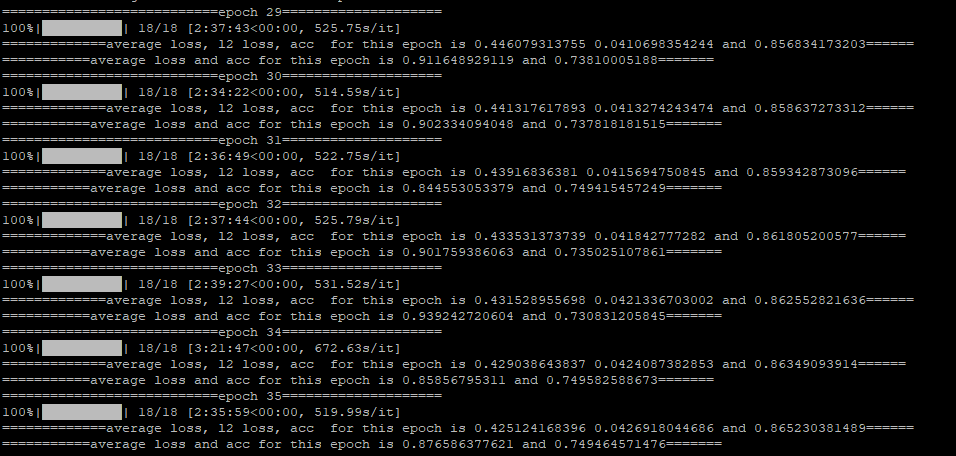 ===========================epoch 29====================
100%|██████████| 18/18 [2:37:43<00:00, 525.75s/it]
=============average loss, l2 loss, acc  for this epoch is 0.446079313755 0.0410698354244 and 0.856834173203======
===========average loss and acc for this epoch is 0.911648929119 and 0.73810005188=======
===========================epoch 30====================
100%|██████████| 18/18 [2:34:22<00:00, 514.59s/it]
=============average loss, l2 loss, acc  for this epoch is 0.441317617893 0.0413274243474 and 0.858637273312======
===========average loss and acc for this epoch is 0.902334094048 and 0.737818181515=======
===========================epoch 31====================
100%|██████████| 18/18 [2:36:49<00:00, 522.75s/it]
=============average loss, l2 loss, acc  for this epoch is 0.43916836381 0.0415694750845 and 0.859342873096======
===========average loss and acc for this epoch is 0.844553053379 and 0.749415457249=======
===========================epoch 32====================
100%|██████████| 18/18 [2:37:44<00:00, 525.79s/it]
=============average loss, l2 loss, acc  for this epoch is 0.433531373739 0.041842777282 and 0.861805200577======
===========average loss and acc for this epoch is 0.901759386063 and 0.735025107861=======
===========================epoch 33====================
100%|██████████| 18/18 [2:39:27<00:00, 531.52s/it]
=============average loss, l2 loss, acc  for this epoch is 0.431528955698 0.0421336703002 and 0.862552821636======
===========average loss and acc for this epoch is 0.939242720604 and 0.730831205845=======
===========================epoch 34====================
100%|██████████| 18/18 [3:21:47<00:00, 672.63s/it]
=============average loss, l2 loss, acc  for this epoch is 0.429038643837 0.0424087382853 and 0.86349093914======
===========average loss and acc for this epoch is 0.85856795311 and 0.749582588673=======
===========================epoch 35====================
100%|██████████| 18/18 [2:35:59<00:00, 519.99s/it]
=============average loss, l2 loss, acc  for this epoch is 0.425124168396 0.0426918044686 and 0.865230381489======
===========average loss and acc for this epoch is 0.876586377621 and 0.749464571476=======